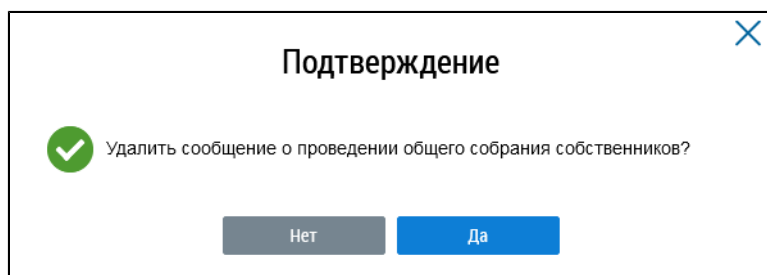 Подтверждение
Удалить сообщение о проведении общего собрания собственников?
Нет
Да